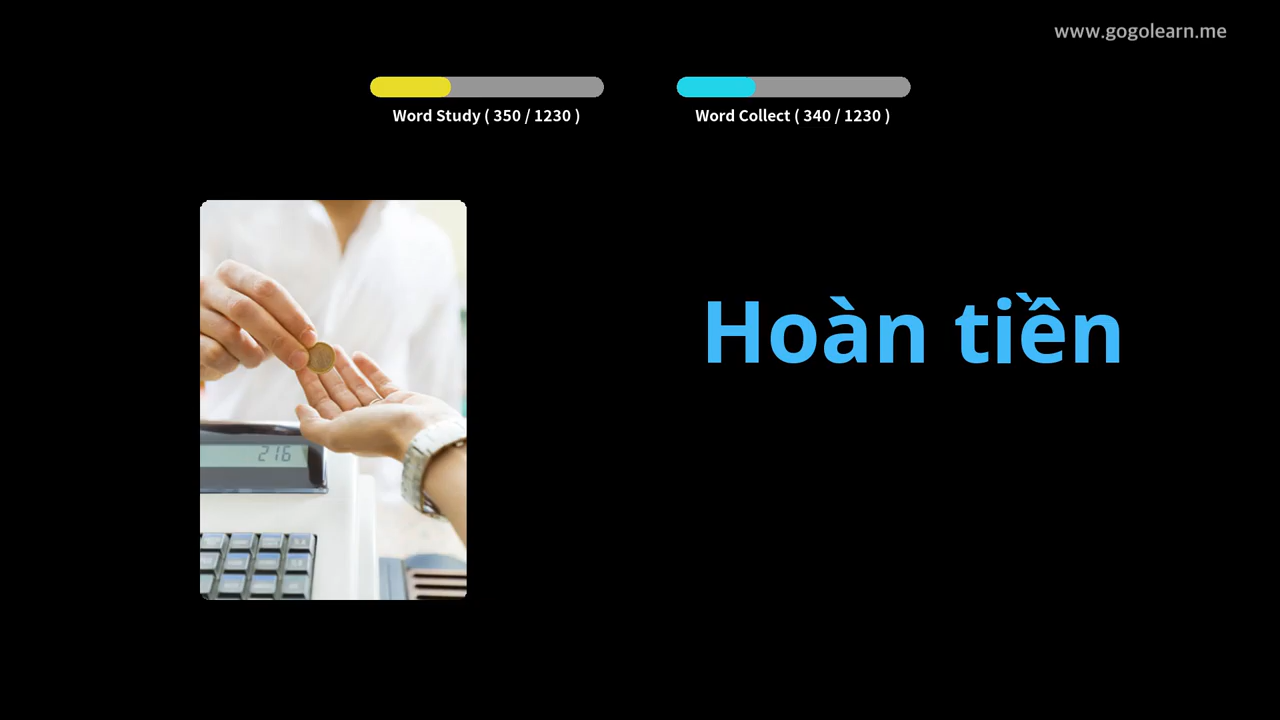 www.gogolearn.me
Word Study ( 350 / 1230 )
Word Collect ( 340 / 1230 )
Hoàn tiền
216